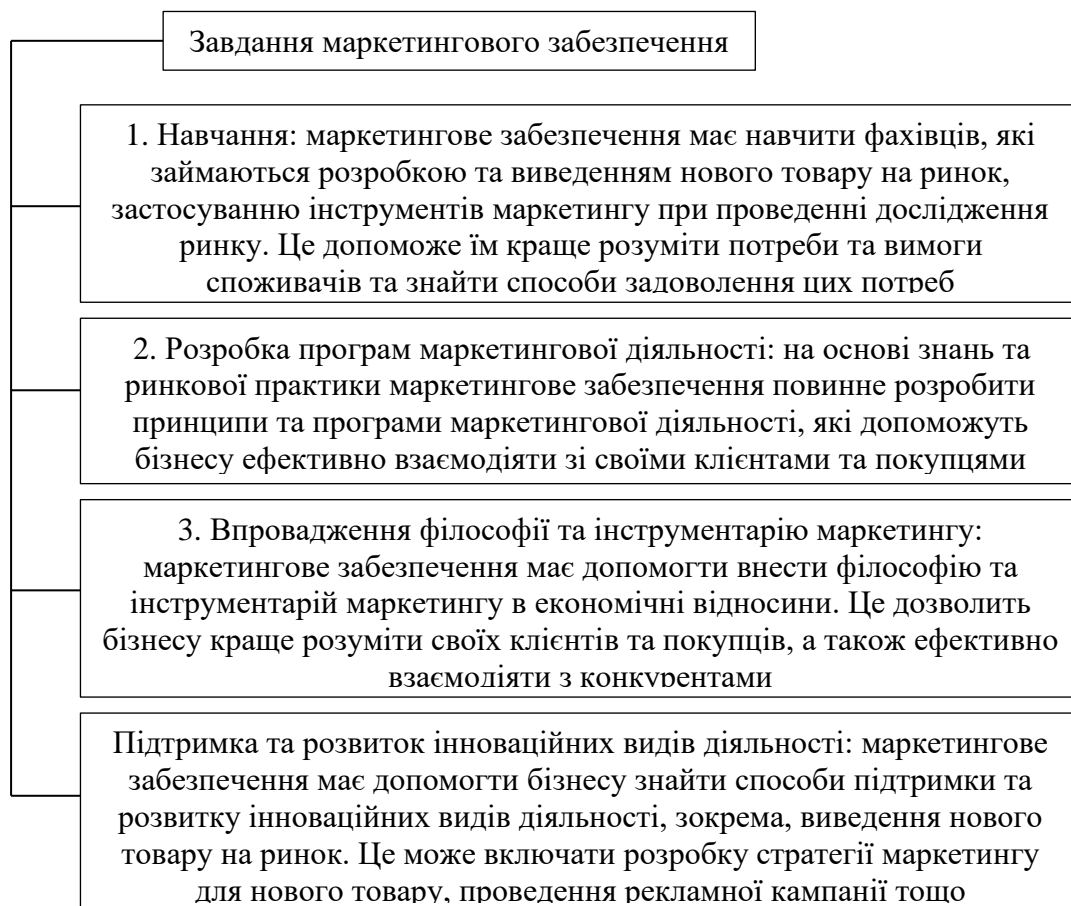 Завдання маркетингового забезпечення
1. Навчання: маркетингове забезпечення має навчити фахівців, які
займаються розробкою та виведенням нового товару на ринок,
застосуванню інструментів маркетингу при проведенні дослідження
ринку. Це допоможе їм краще розуміти потреби та вимоги
споживачів та знайти способи задоволення цих потреб
2. Розробка програм маркетингової діяльності: на основі знань та
ринкової практики маркетингове забезпечення повинне розробити
принципи та програми маркетингової діяльності, які допоможуть
бізнесу ефективно взаємодіяти зі своїми клієнтами та покупцями
3. Впровадження філософії та інструментарію маркетингу:
маркетингове забезпечення має допомогти внести філософію та
інструментарій маркетингу в економічні відносини. Це дозволить
бізнесу краще розуміти своїх клієнтів та покупців, а також ефективно
взаємодіяти з конкурентами
Підтримка та розвиток інноваційних видів діяльності: маркетингове
забезпечення має допомогти бізнесу знайти способи підтримки та
розвитку інноваційних видів діяльності, зокрема, виведення нового
товару на ринок. Це може включати розробку стратегії маркетингу
для нового товару, проведення рекламної кампанії тощо